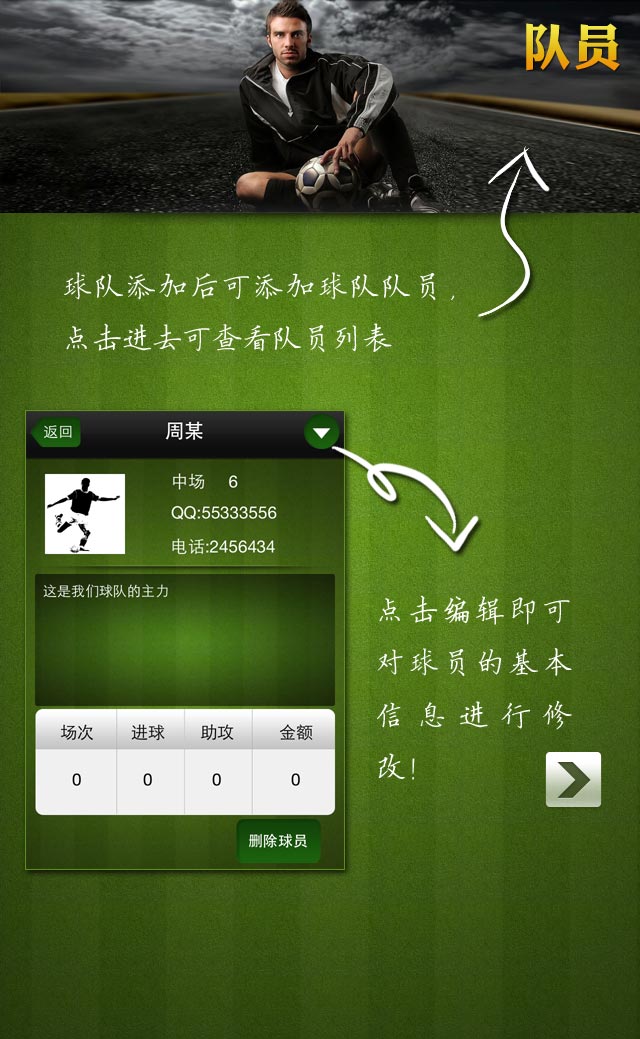 队员
球队添加后可添加球队队员，
点击进去可查看队员列表
返回 周某
中场 6
QQ:55333556
电话:2456434
这是我们球队的主力
场次 进球 助攻 金额
0 0 0 0
删除球员
点击编辑即可
对球员的基本
信息进行修
改!